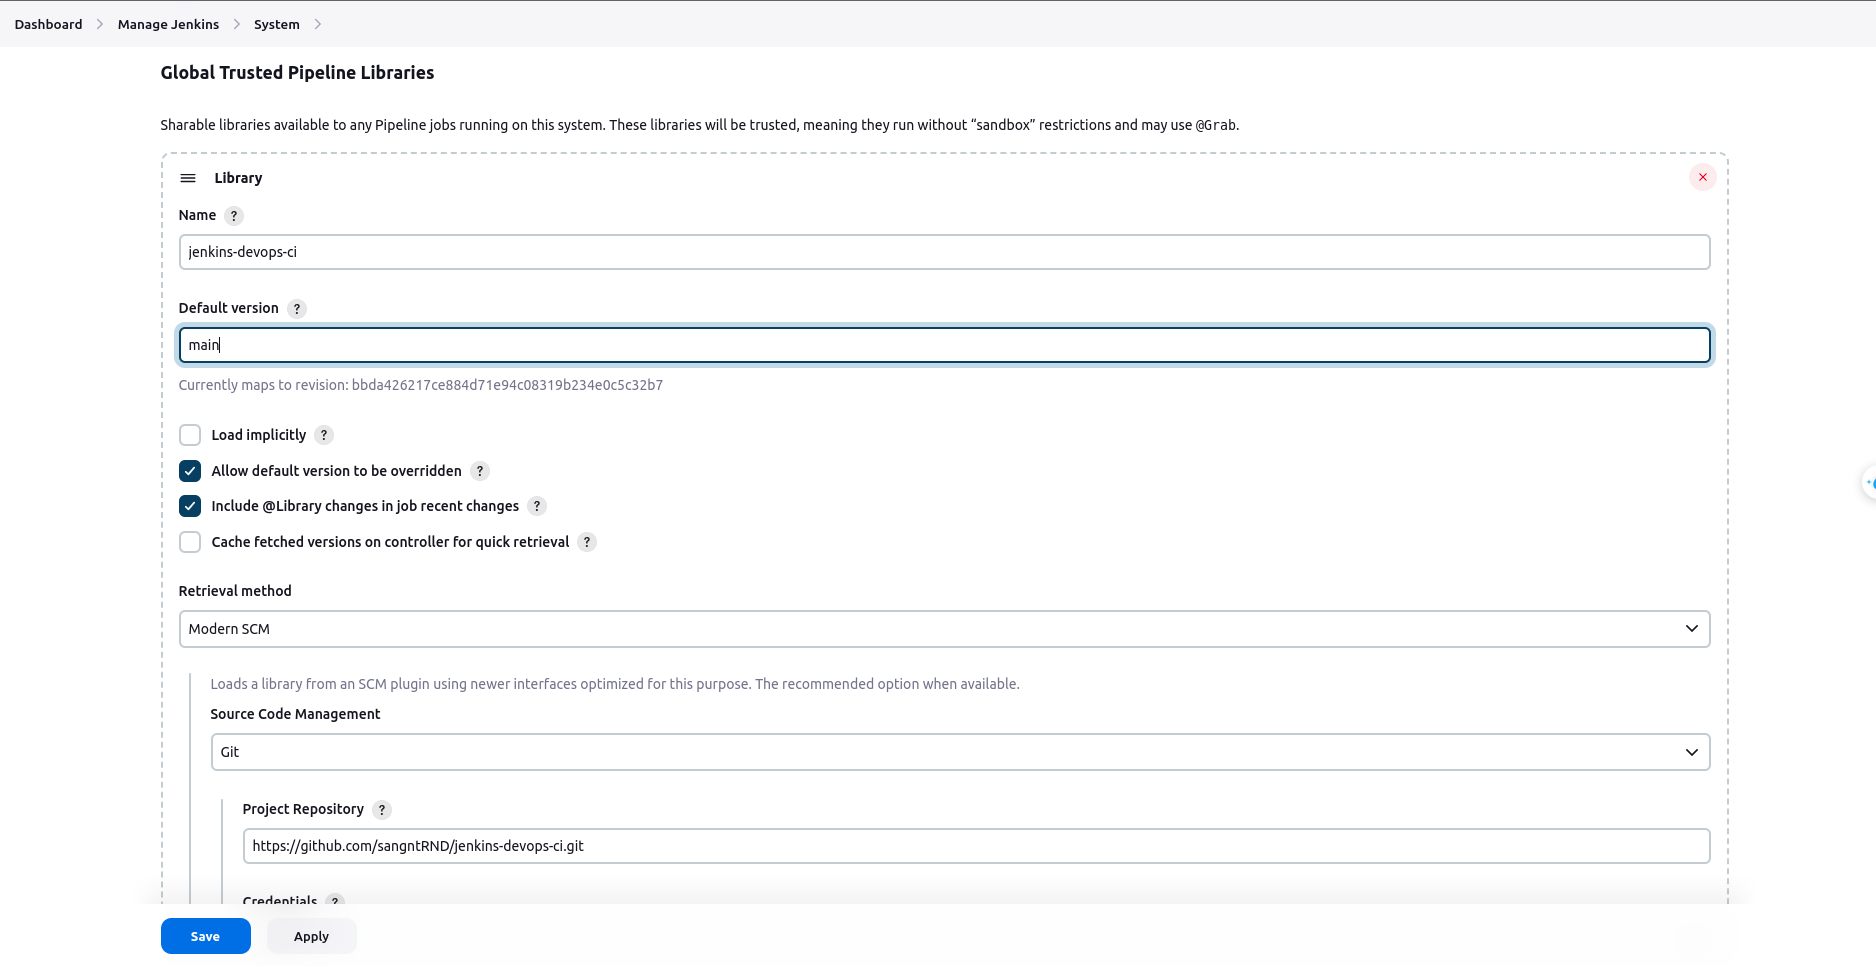 Dashboard > Manage Jenkins > System >
Global Trusted Pipeline Libraries
Sharable libraries available to any Pipeline jobs running on this system. These libraries will be trusted, meaning they run without “sandbox” restrictions and may use @Grab.
Library
Name ?
jenkins-devops-ci
Default version ?
main
Currently maps to revision: bbda426217ce884d71e94c08319b234e0c5c32b7
Load implicitly ?
Allow default version to be overridden ?
Include @Library changes in job recent changes ?
Cache fetched versions on controller for quick retrieval ?
Retrieval method
Modern SCM
Loads a library from an SCM plugin using newer interfaces optimized for this purpose. The recommended option when available.
Source Code Management
Git
Project Repository ?
https://github.com/sangntRND/jenkins-devops-ci.git
Credentials ?
Save Apply